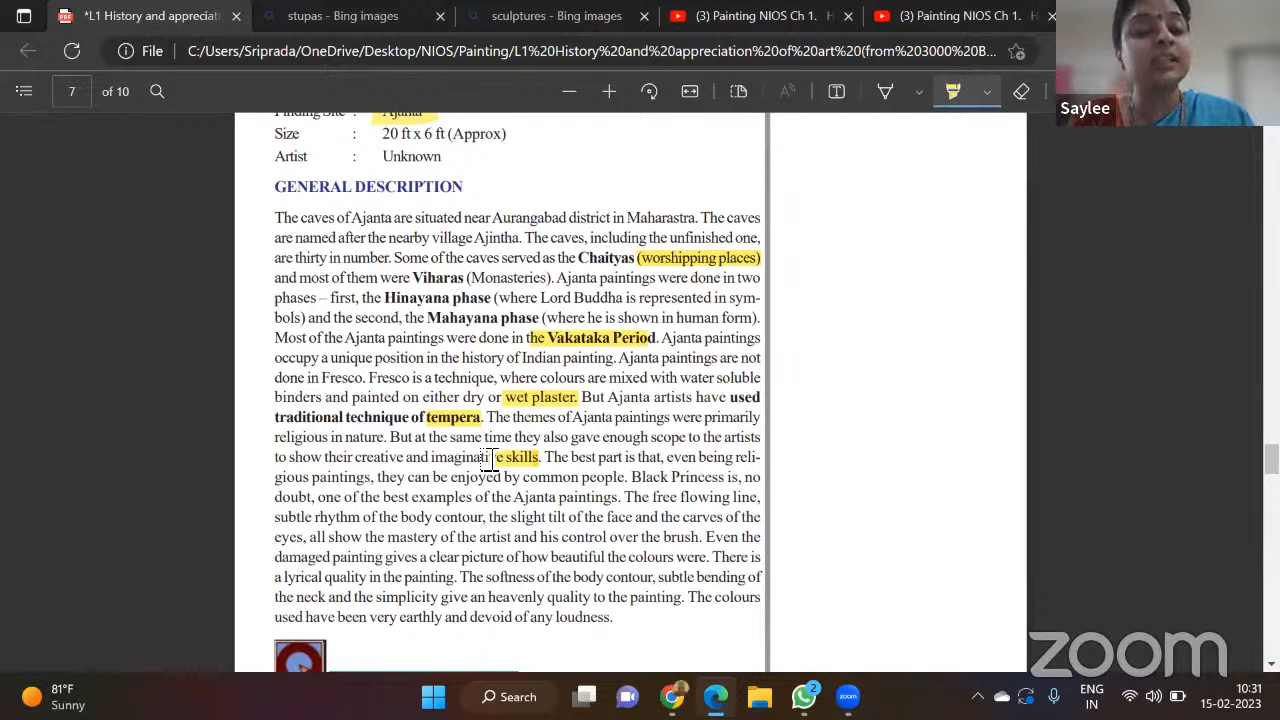 *L1 History and appreciati
stupas - Bing images
sculptures - Bing images
(3) Painting NIOS Ch 1.
(3) Painting NIOS Ch 1.
File
C:/Users/Sriprada/OneDrive/Desktop/NIOS/Painting/L1%20History%20and%20appreciation%20of%20art%20(from%203000%20B...
7 of 10
Saylee
Finding Site : Ajanta
Size : 20 ft x 6 ft (Approx)
Artist : Unknown
GENERAL DESCRIPTION
The caves of Ajanta are situated near Aurangabad district in Maharastra. The caves
are named after the nearby village Ajintha. The caves, including the unfinished one,
are thirty in number. Some of the caves served as the Chaityas (worshipping places)
and most of them were Viharas (Monasteries). Ajanta paintings were done in two
phases – first, the Hinayana phase (where Lord Buddha is represented in sym-
bols) and the second, the Mahayana phase (where he is shown in human form).
Most of the Ajanta paintings were done in the Vakataka Period. Ajanta paintings
occupy a unique position in the history of Indian painting. Ajanta paintings are not
done in Fresco. Fresco is a technique, where colours are mixed with water soluble
binders and painted on either dry or wet plaster. But Ajanta artists have used
traditional technique of tempera. The themes of Ajanta paintings were primarily
religious in nature. But at the same time they also gave enough scope to the artists
to show their creative and imaginative skills. The best part is that, even being reli-
gious paintings, they can be enjoyed by common people. Black Princess is, no
doubt, one of the best examples of the Ajanta paintings. The free flowing line,
subtle rhythm of the body contour, the slight tilt of the face and the carves of the
eyes, all show the mastery of the artist and his control over the brush. Even the
damaged painting gives a clear picture of how beautiful the colours were. There is
a lyrical quality in the painting. The softness of the body contour, subtle bending of
the neck and the simplicity give an heavenly quality to the painting. The colours
used have been very earthly and devoid of any loudness.
zoom
81°F
Sunny
Search
2
zoom
ENG
IN
10:31
15-02-2023